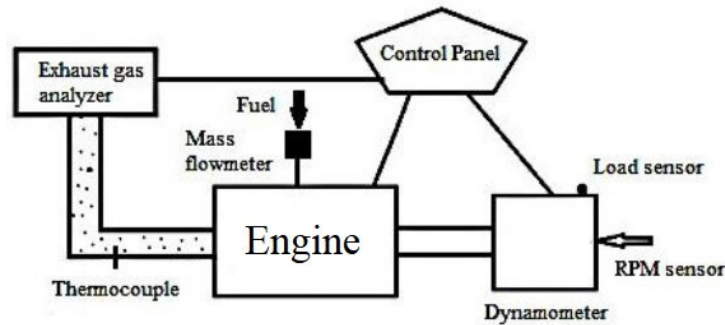 Control Panel
Exhaust gas
analyzer
Fuel
Mass
flowmeter
Load sensor
Engine
RPM sensor
Thermocouple
Dynamometer